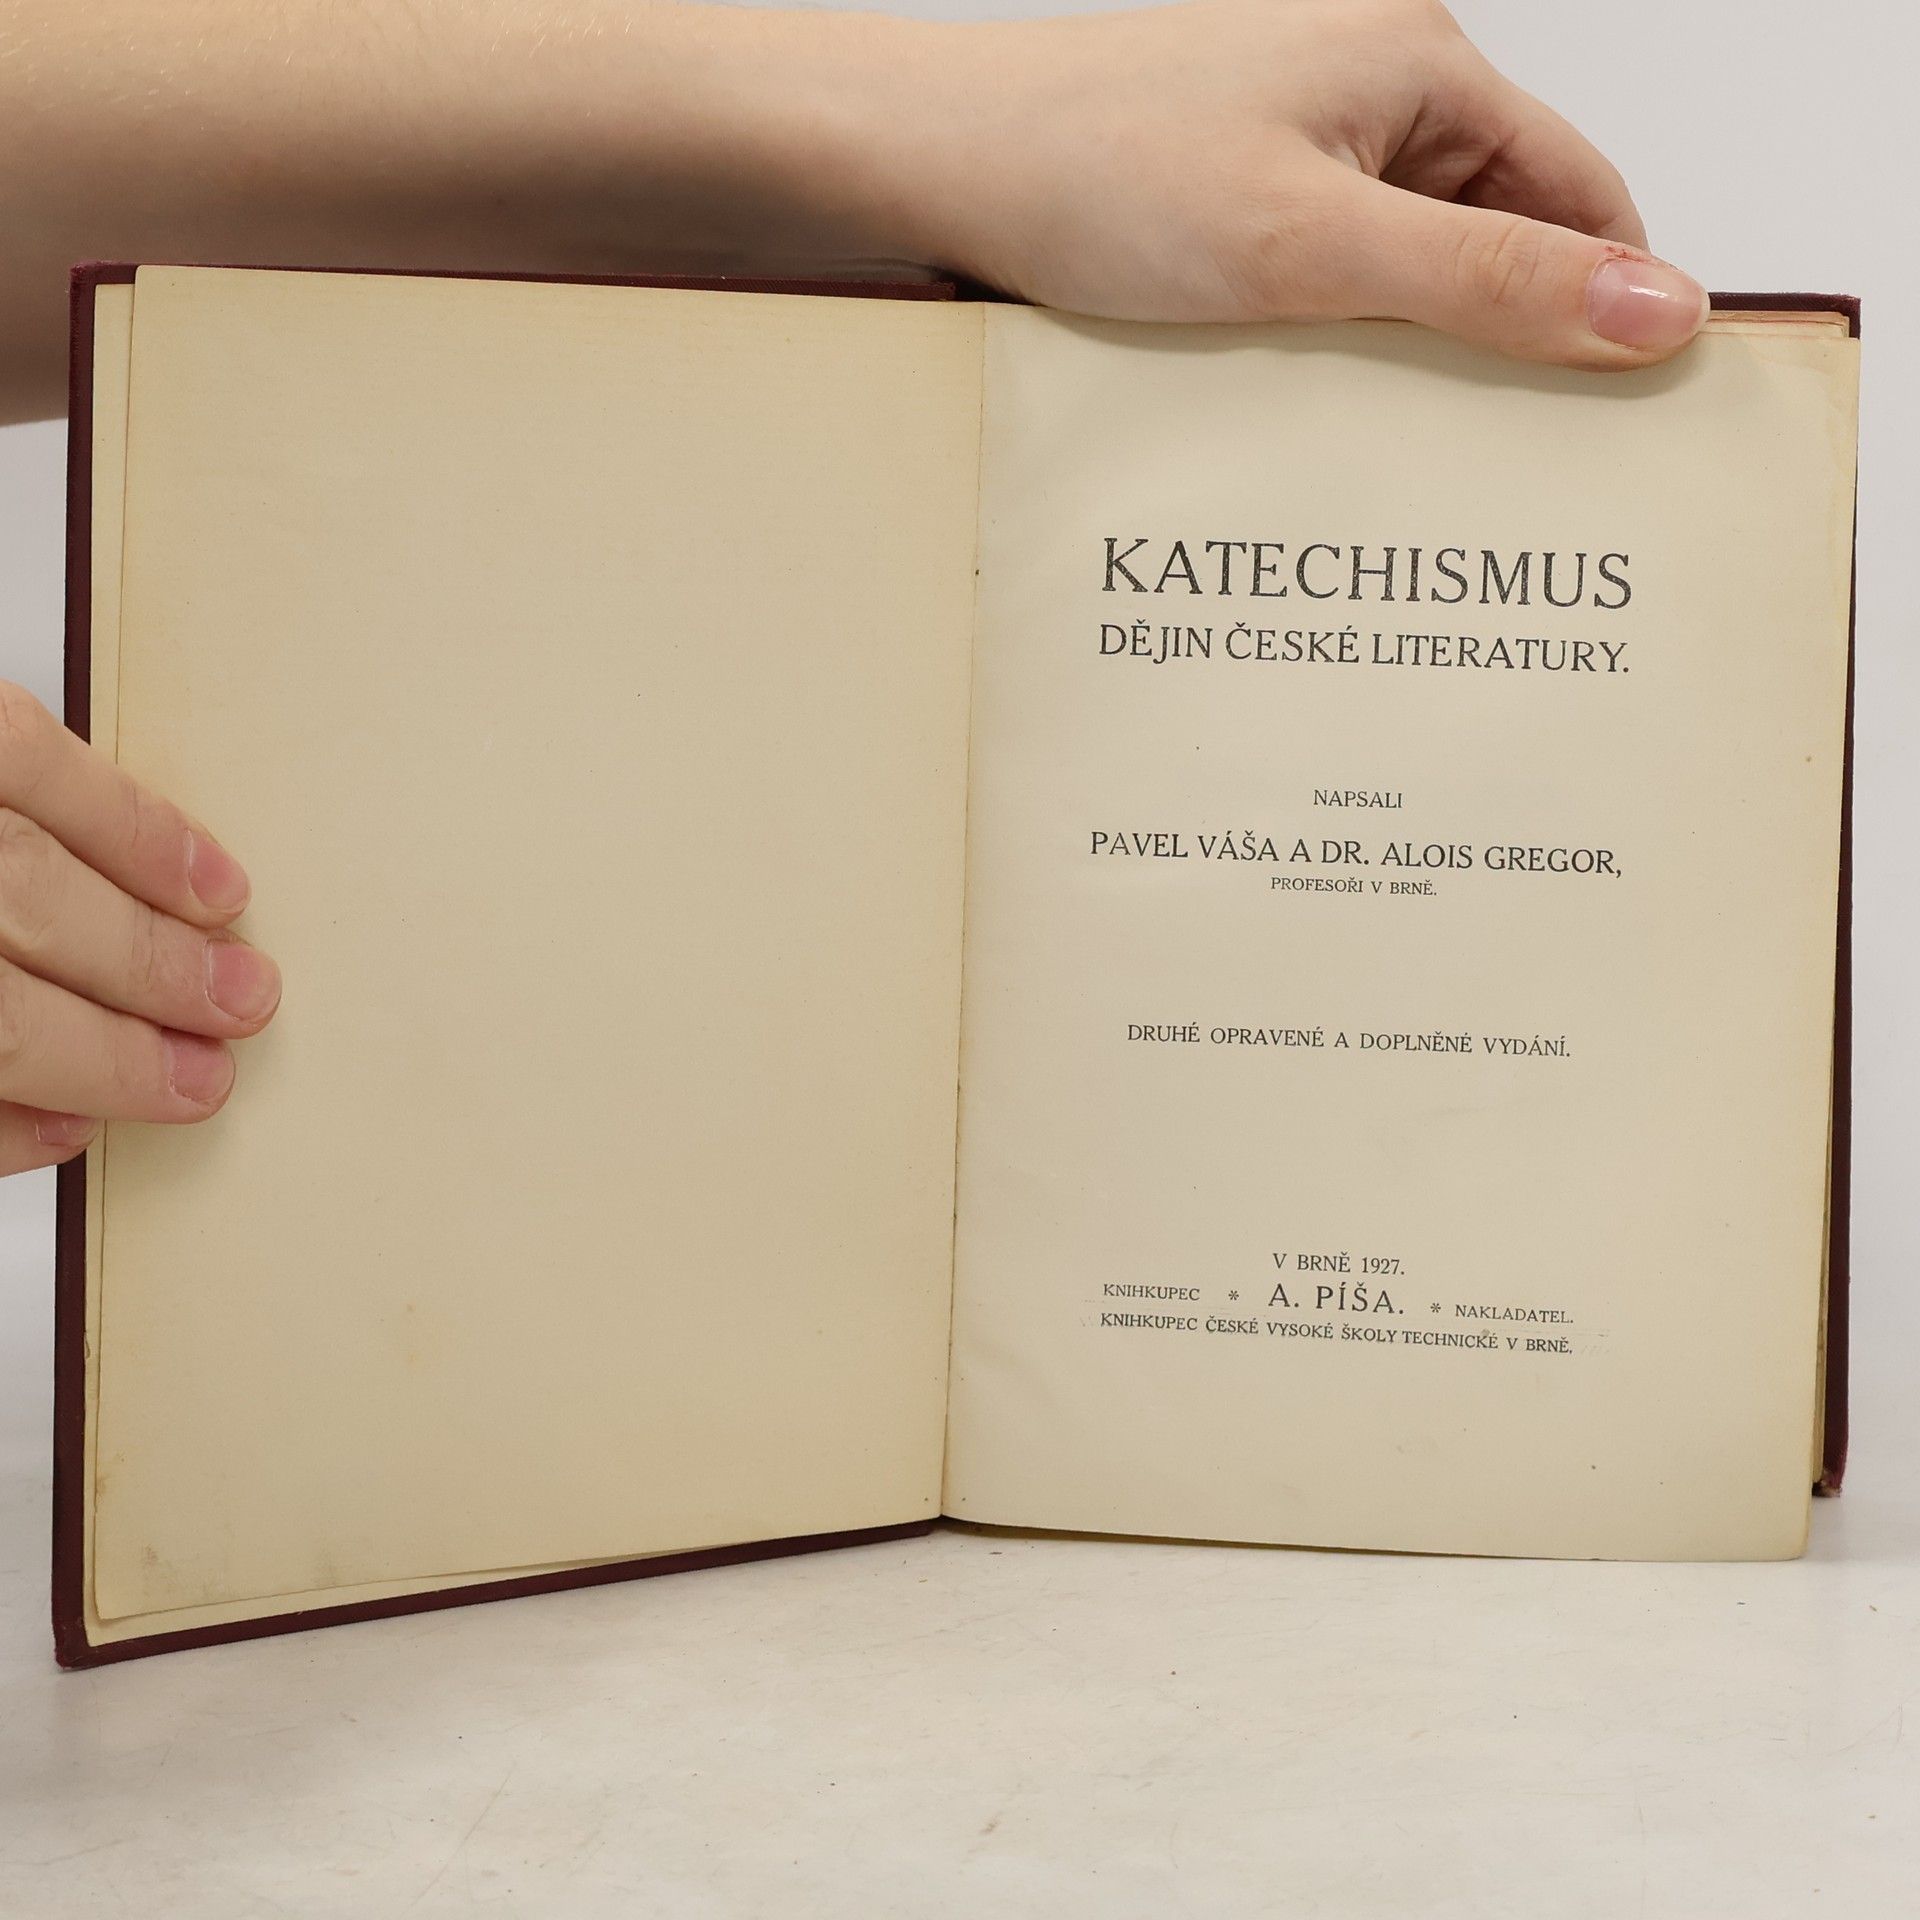 KATECHISMUS
DĚJIN ČESKÉ LITERATURY.
NAPSALI
PAVEL VÁŠA A DR. ALOIS GREGOR,
PROFESOŘI V BRNĚ.
DRUHÉ OPRAVENÉ A DOPLNĚNÉ VYDÁNÍ.
V BRNĚ 1927.
KNIHKUPEC * A. PÍŠA. * NAKLADATEL.
KNIHKUPEC ČESKÉ VYSOKÉ ŠKOLY TECHNICKÉ V BRNĚ.